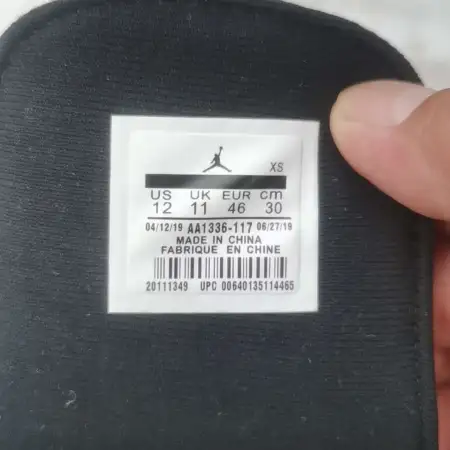 XS
US UK EUR cm
12 11 46 30
04/12/19 AA1336-117 06/27/19
MADE IN CHINA
FABRIQUE EN CHINE
20111349 UPC 00640135114465